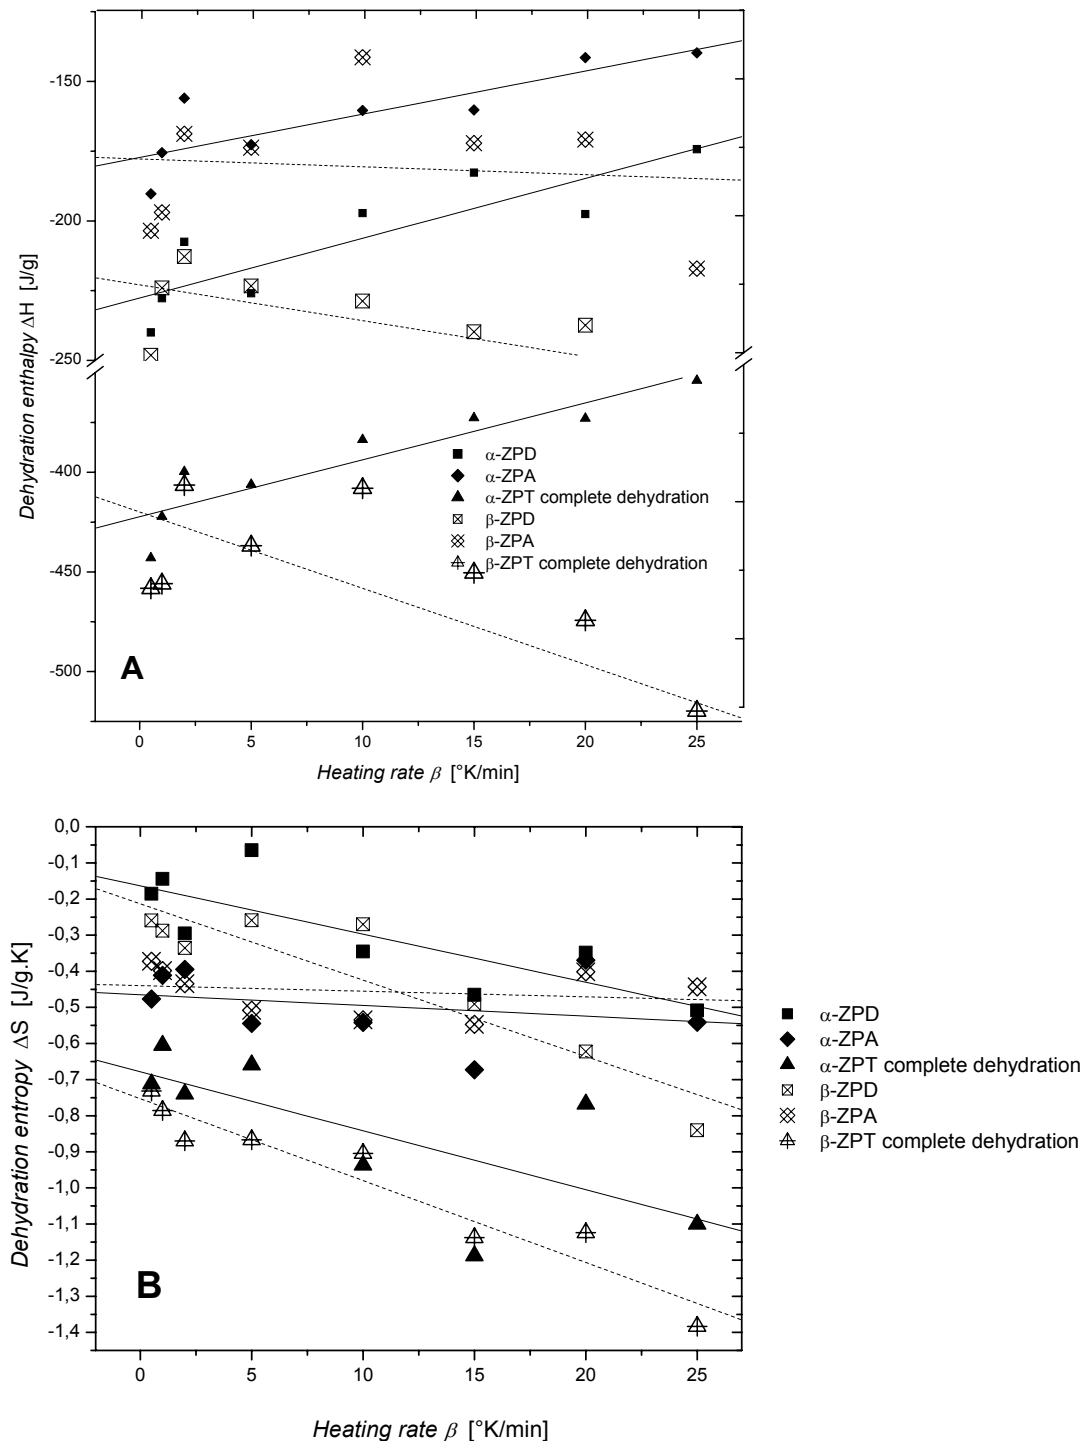 -150
-200
-250
-400
-450
-500
Dehydration enthalpy ΔH [J/g]
α-ZPD
α-ZPA
α-ZPT complete dehydration
β-ZPD
β-ZPA
β-ZPT complete dehydration
A
0 5 10 15 20 25
Heating rate β [°K/min]
0,0
-0,1
-0,2
-0,3
-0,4
-0,5
-0,6
-0,7
-0,8
-0,9
-1,0
-1,1
-1,2
-1,3
-1,4
Dehydration entropy ΔS [J/g.K]
α-ZPD
α-ZPA
α-ZPT complete dehydration
β-ZPD
β-ZPA
β-ZPT complete dehydration
B
0 5 10 15 20 25
Heating rate β [°K/min]